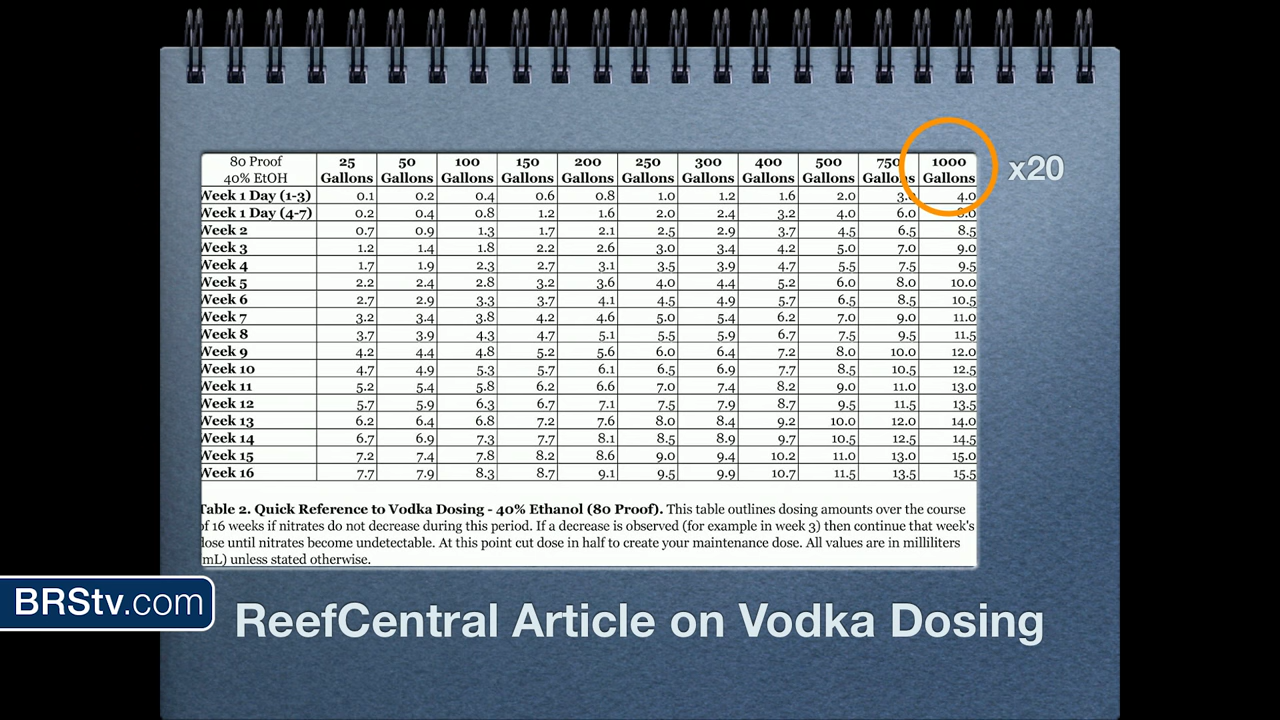 80 Proof 25 50 100 150 200 250 300 400 500 750 1000
40% EtOH Gallons Gallons Gallons Gallons Gallons Gallons Gallons Gallons Gallons Gallons Gallons
x20
Week 1 Day (1-3) 0.1 0.2 0.4 0.6 0.8 1.0 1.2 1.6 2.0 3.0 4.0
Week 1 Day (4-7) 0.2 0.4 0.8 1.2 1.6 2.0 2.4 3.2 4.0 6.0 8.0
Week 2 0.7 0.9 1.3 1.7 2.1 2.5 2.9 3.7 4.5 6.5 8.5
Week 3 1.2 1.4 1.8 2.2 2.6 3.0 3.4 4.2 5.0 7.0 9.0
Week 4 1.7 1.9 2.3 2.7 3.1 3.5 3.9 4.7 5.5 7.5 9.5
Week 5 2.2 2.4 2.8 3.2 3.6 4.0 4.4 5.2 6.0 8.0 10.0
Week 6 2.7 2.9 3.3 3.7 4.1 4.5 4.9 5.7 6.5 8.5 10.5
Week 7 3.2 3.4 3.8 4.2 4.6 5.0 5.4 6.2 7.0 9.0 11.0
Week 8 3.7 3.9 4.3 4.7 5.1 5.5 5.9 6.7 7.5 9.5 11.5
Week 9 4.2 4.4 4.8 5.2 5.6 6.0 6.4 7.2 8.0 10.0 12.0
Week 10 4.7 4.9 5.3 5.7 6.1 6.5 6.9 7.7 8.5 10.5 12.5
Week 11 5.2 5.4 5.8 6.2 6.6 7.0 7.4 8.2 9.0 11.0 13.0
Week 12 5.7 5.9 6.3 6.7 7.1 7.5 7.9 8.7 9.5 11.5 13.5
Week 13 6.2 6.4 6.8 7.2 7.6 8.0 8.4 9.2 10.0 12.0 14.0
Week 14 6.7 6.9 7.3 7.7 8.1 8.5 8.9 9.7 10.5 12.5 14.5
Week 15 7.2 7.4 7.8 8.2 8.6 9.0 9.4 10.2 11.0 13.0 15.0
Week 16 7.7 7.9 8.3 8.7 9.1 9.5 9.9 10.7 11.5 13.5 15.5
Table 2. Quick Reference to Vodka Dosing - 40% Ethanol (80 Proof). This table outlines dosing amounts over the course
of 16 weeks if nitrates do not decrease during this period. If a decrease is observed (for example in week 3) then continue that week's
dose until nitrates become undetectable. At this point cut dose in half to create your maintenance dose. All values are in milliliters
(mL) unless stated otherwise.
BRStv.com
ReefCentral Article on Vodka Dosing